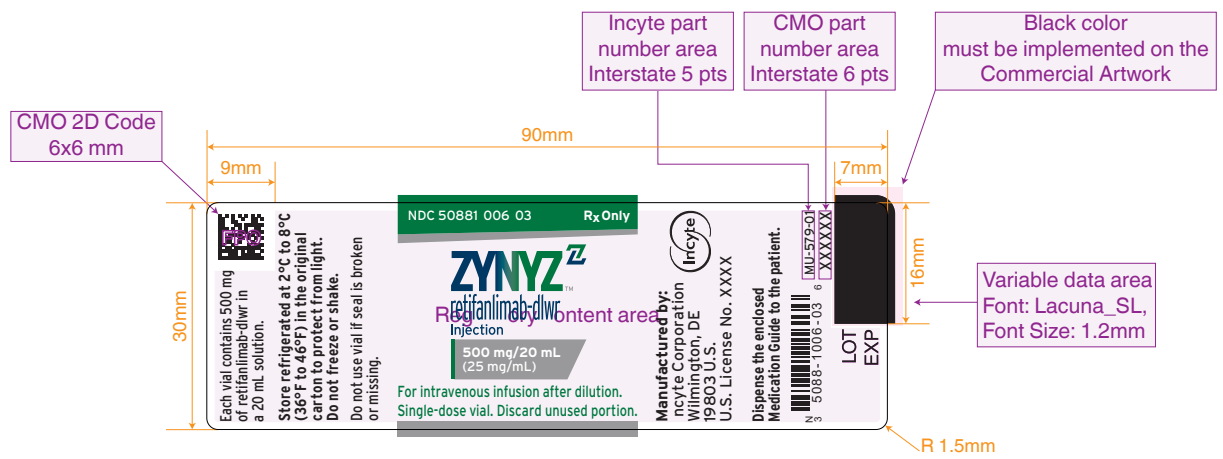 Incyte part
number area
Interstate 5 pts
CMO part
number area
Interstate 6 pts
Black color
must be implemented on the
Commercial Artwork
CMO 2D Code
6x6 mm
90mm
9mm
7mm
30mm
16mm
Variable data area
Font: Lacuna_SL,
Font Size: 1.2mm
R 1.5mm
FPO
Each vial contains 500 mg
of retifanlimab-dlwr in
a 20 mL solution.
Store refrigerated at 2°C to 8°C
(36°F to 46°F) in the original
carton to protect from light.
Do not freeze or shake.
Do not use vial if seal is broken
or missing.
NDC 50881 006 03 Rx Only
ZYNYZ Z
TM
retifanlimab-dlwr
Injection
500 mg/20 mL
(25 mg/mL)
For intravenous infusion after dilution.
Single-dose vial. Discard unused portion.
content area
Incyte
Manufactured by:
ncyte Corporation
Wilmington, DE
19803 U.S.
U.S. License No. XXXX
Dispense the enclosed
Medication Guide to the patient.
N
3 5088-1006-03 6
MU-579-01
XXXXXX
LOT
EXP